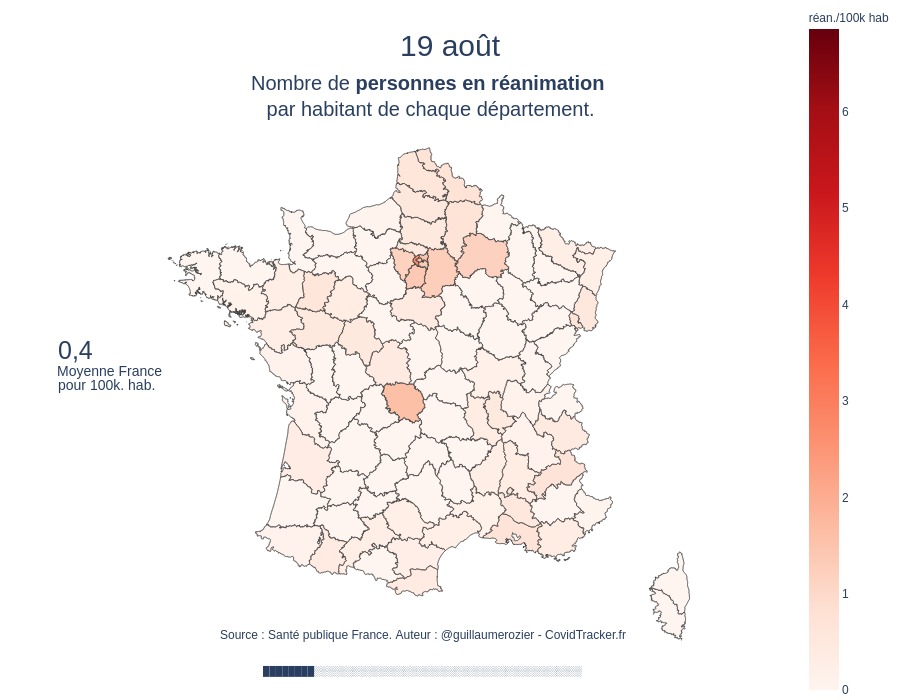 réan./100k hab
19 août
Nombre de personnes en réanimation
par habitant de chaque département.
6
5
4
3
2
1
0
0,4
Moyenne France
pour 100k. hab.
Source : Santé publique France. Auteur : @guillaumerozier - CovidTracker.fr